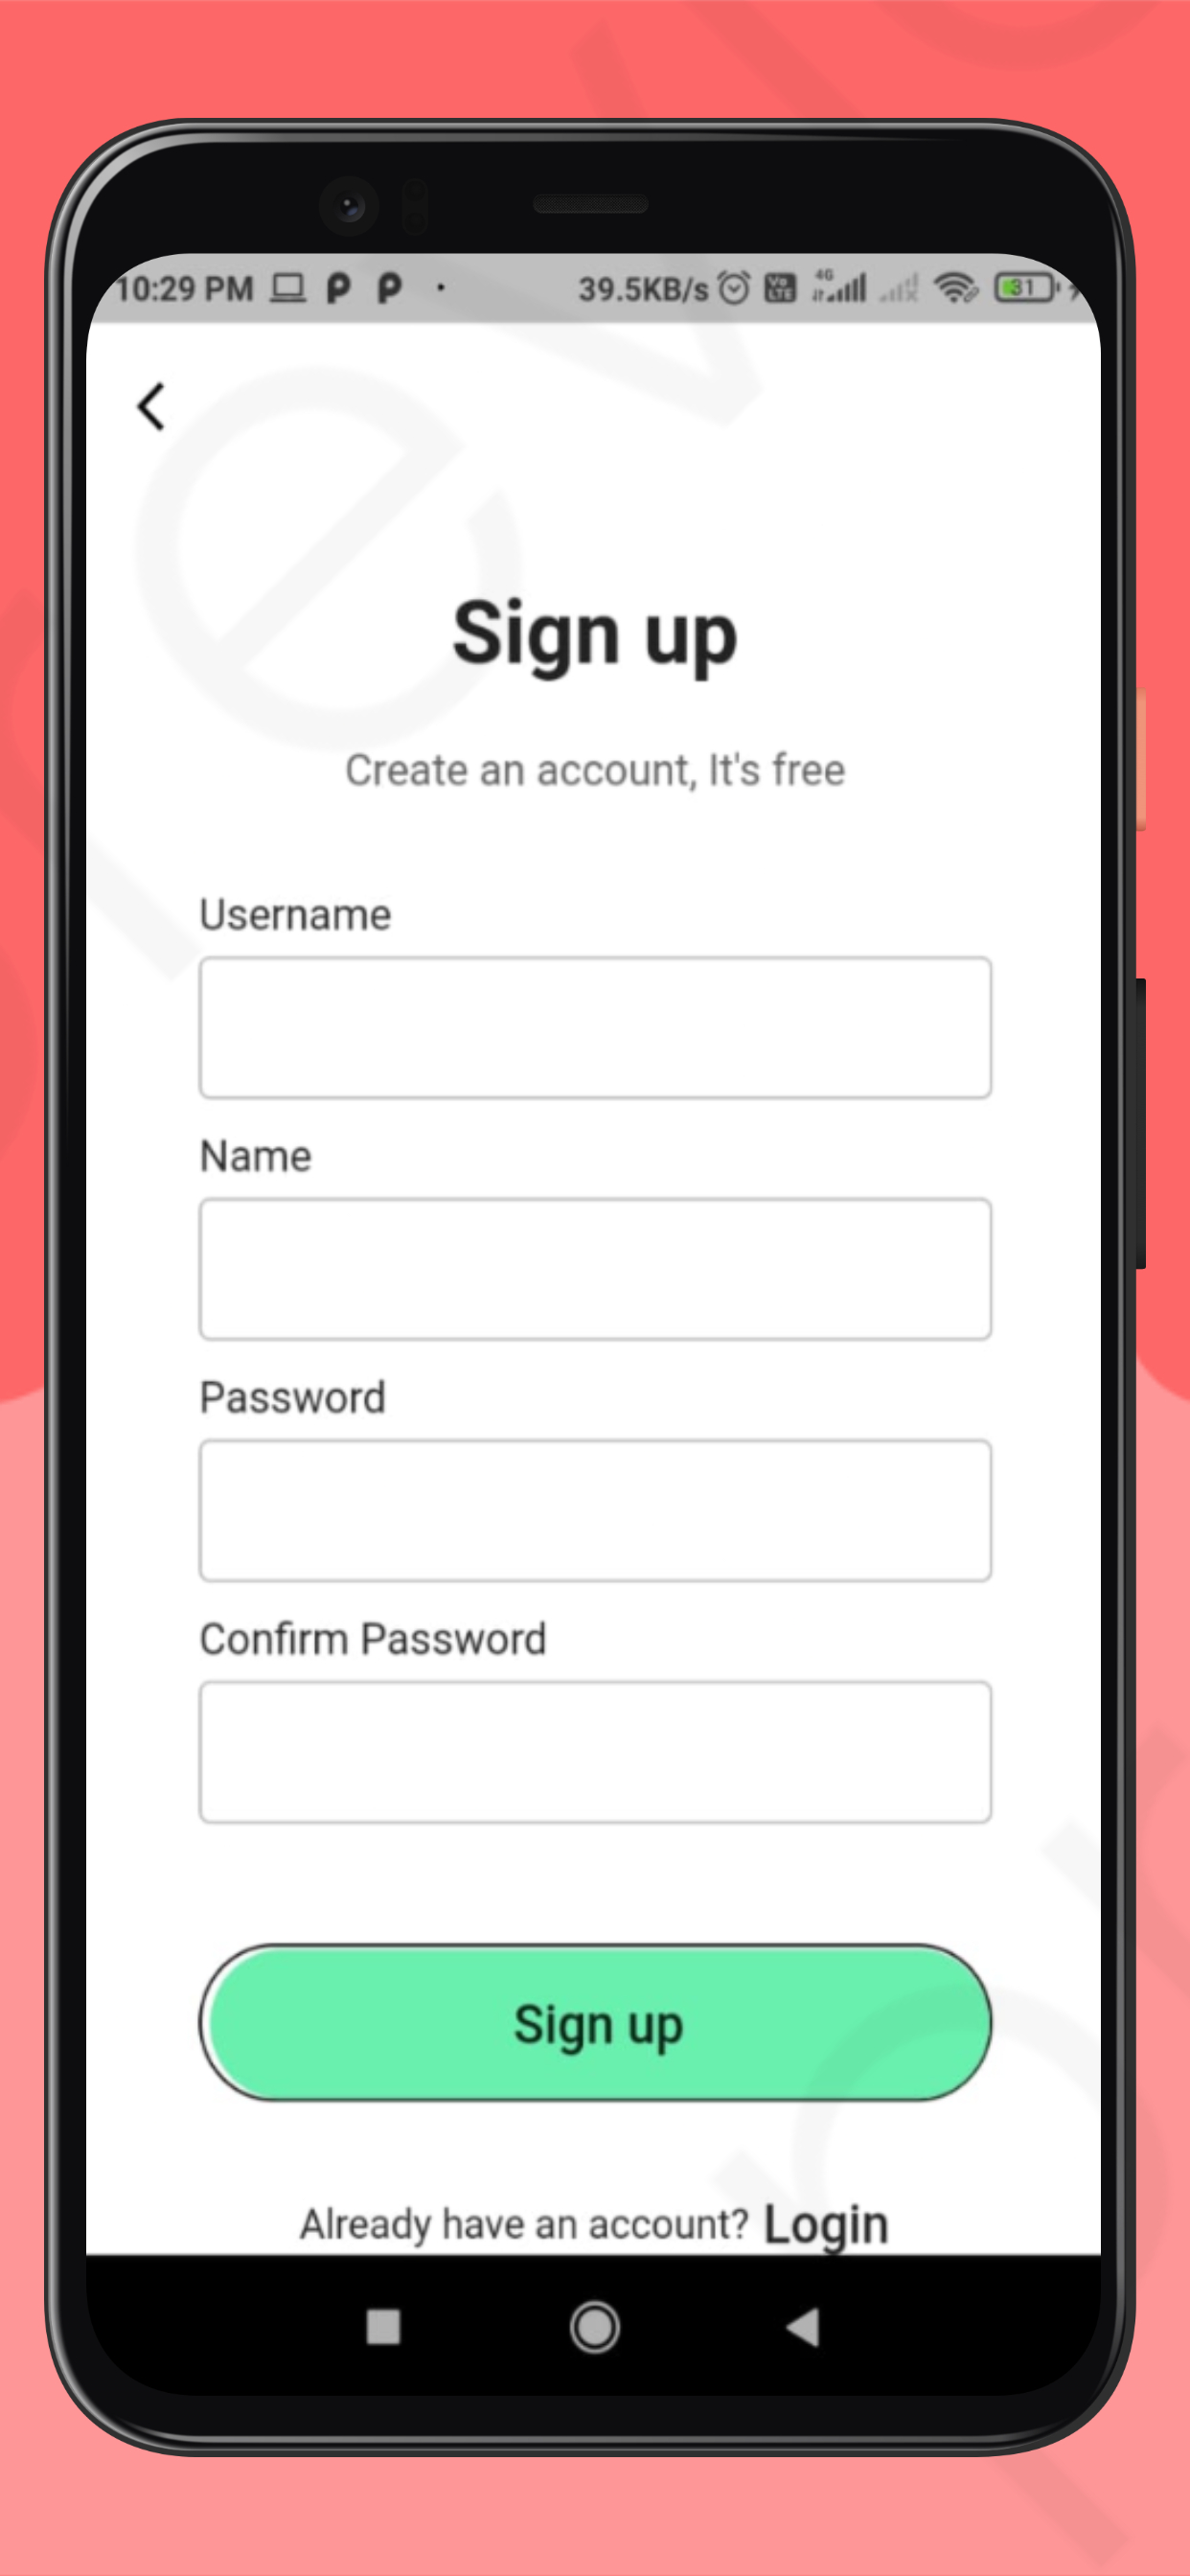 10:29 PM 39.5KB/s 4G 31
Sign up
Create an account, It's free
Username
Name
Password
Confirm Password
Sign up
Already have an account? Login